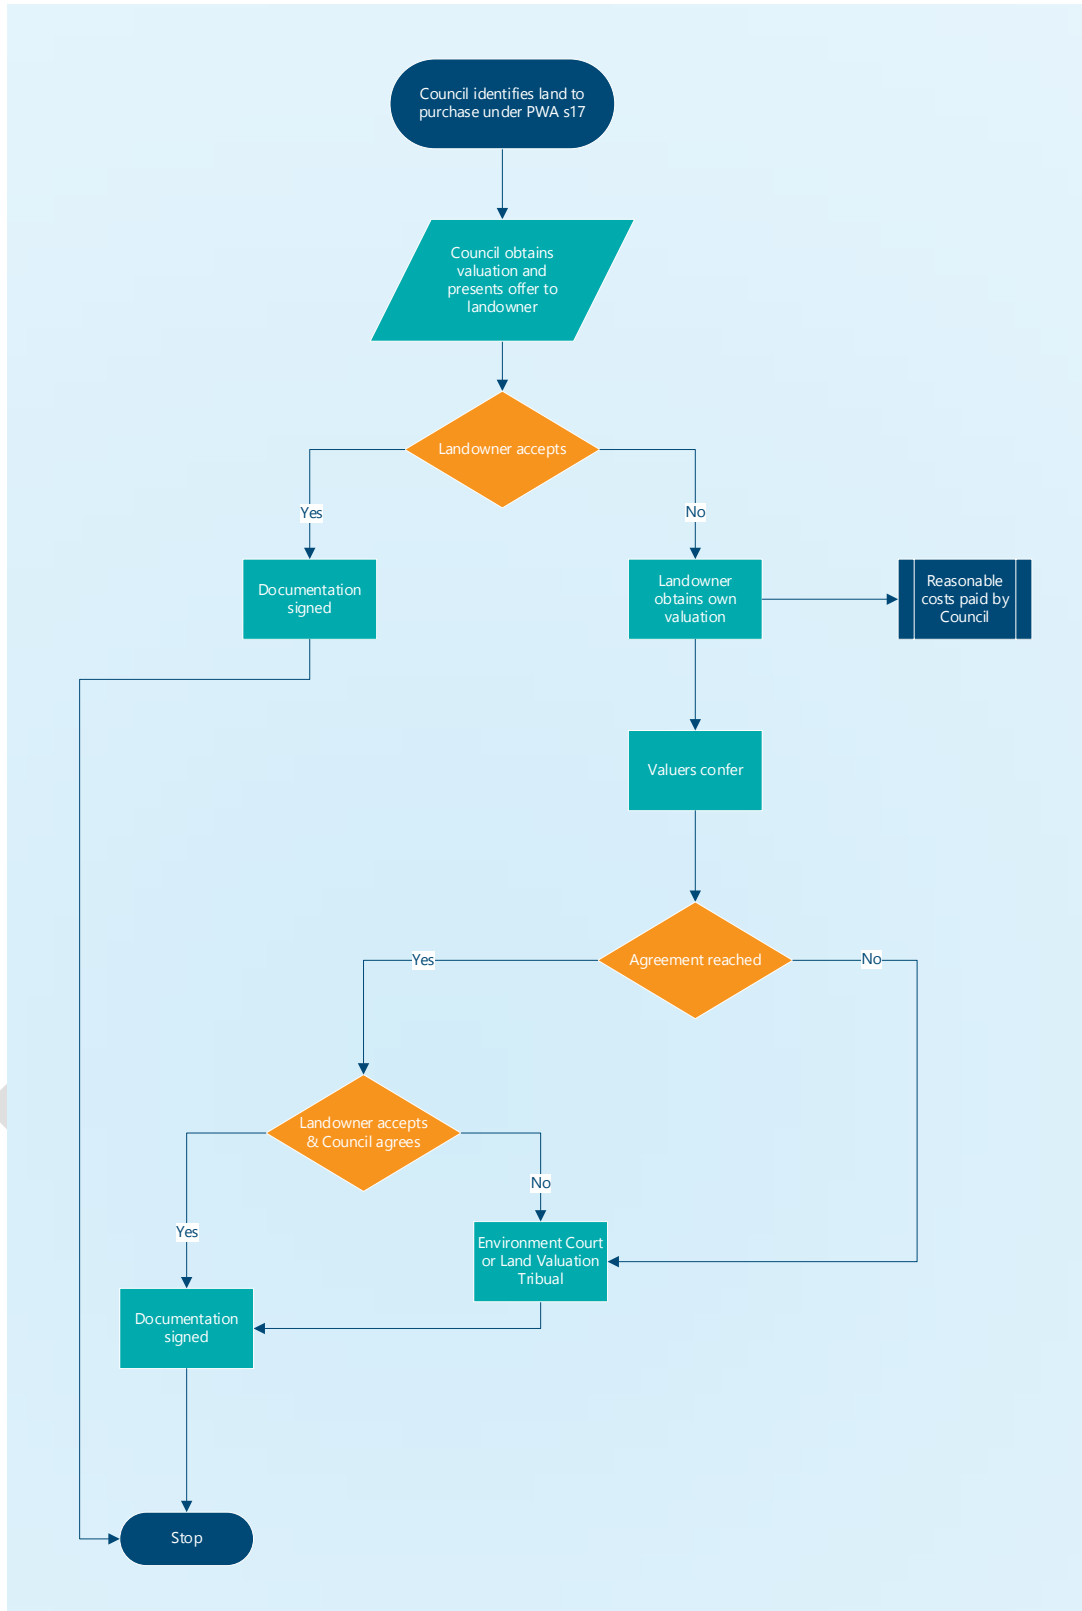 Council identifies land to
purchase under PWA s17
Council obtains
valuation and
presents offer to
landowner
Landowner accepts
Yes
No
Documentation
signed
Landowner
obtains own
valuation
Reasonable
costs paid by
Council
Valuers confer
Agreement reached
Yes
No
Landowner accepts
& Council agrees
No
Yes
Environment Court
or Land Valuation
Tribual
Documentation
signed
Stop